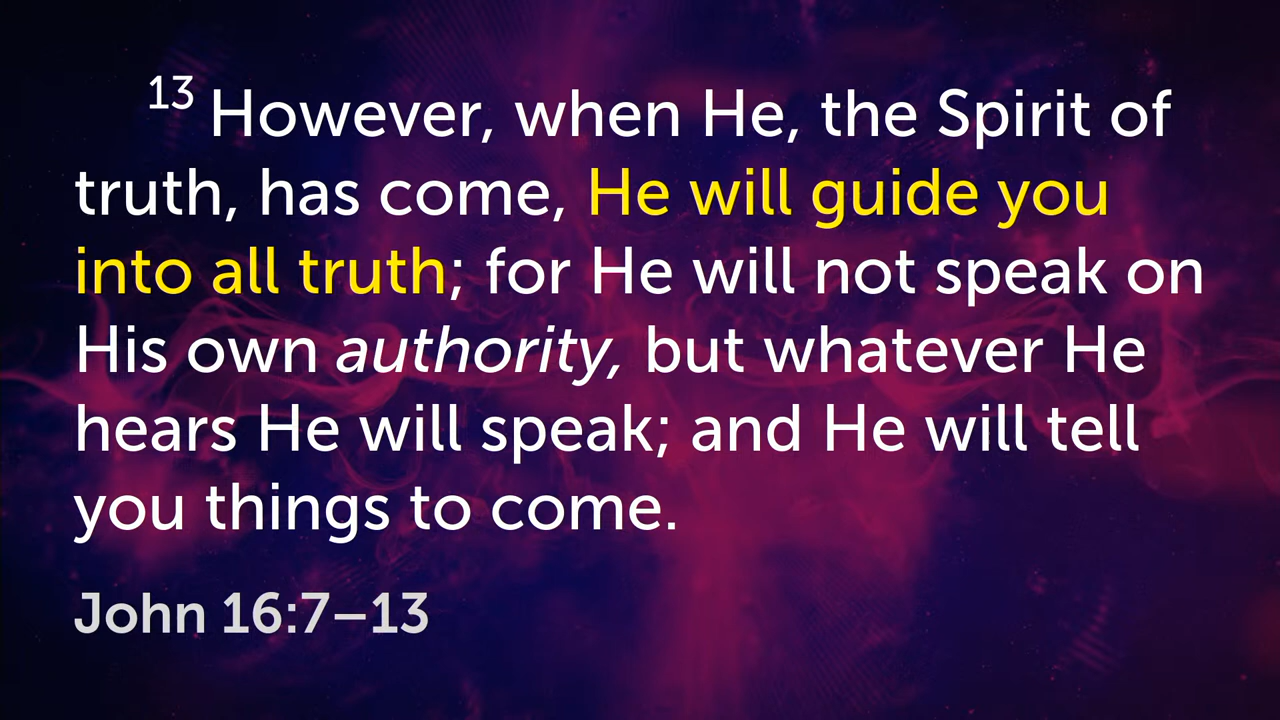 13 However, when He, the Spirit of
truth, has come, He will guide you
into all truth; for He will not speak on
His own authority, but whatever He
hears He will speak; and He will tell
you things to come.
John 16:7–13